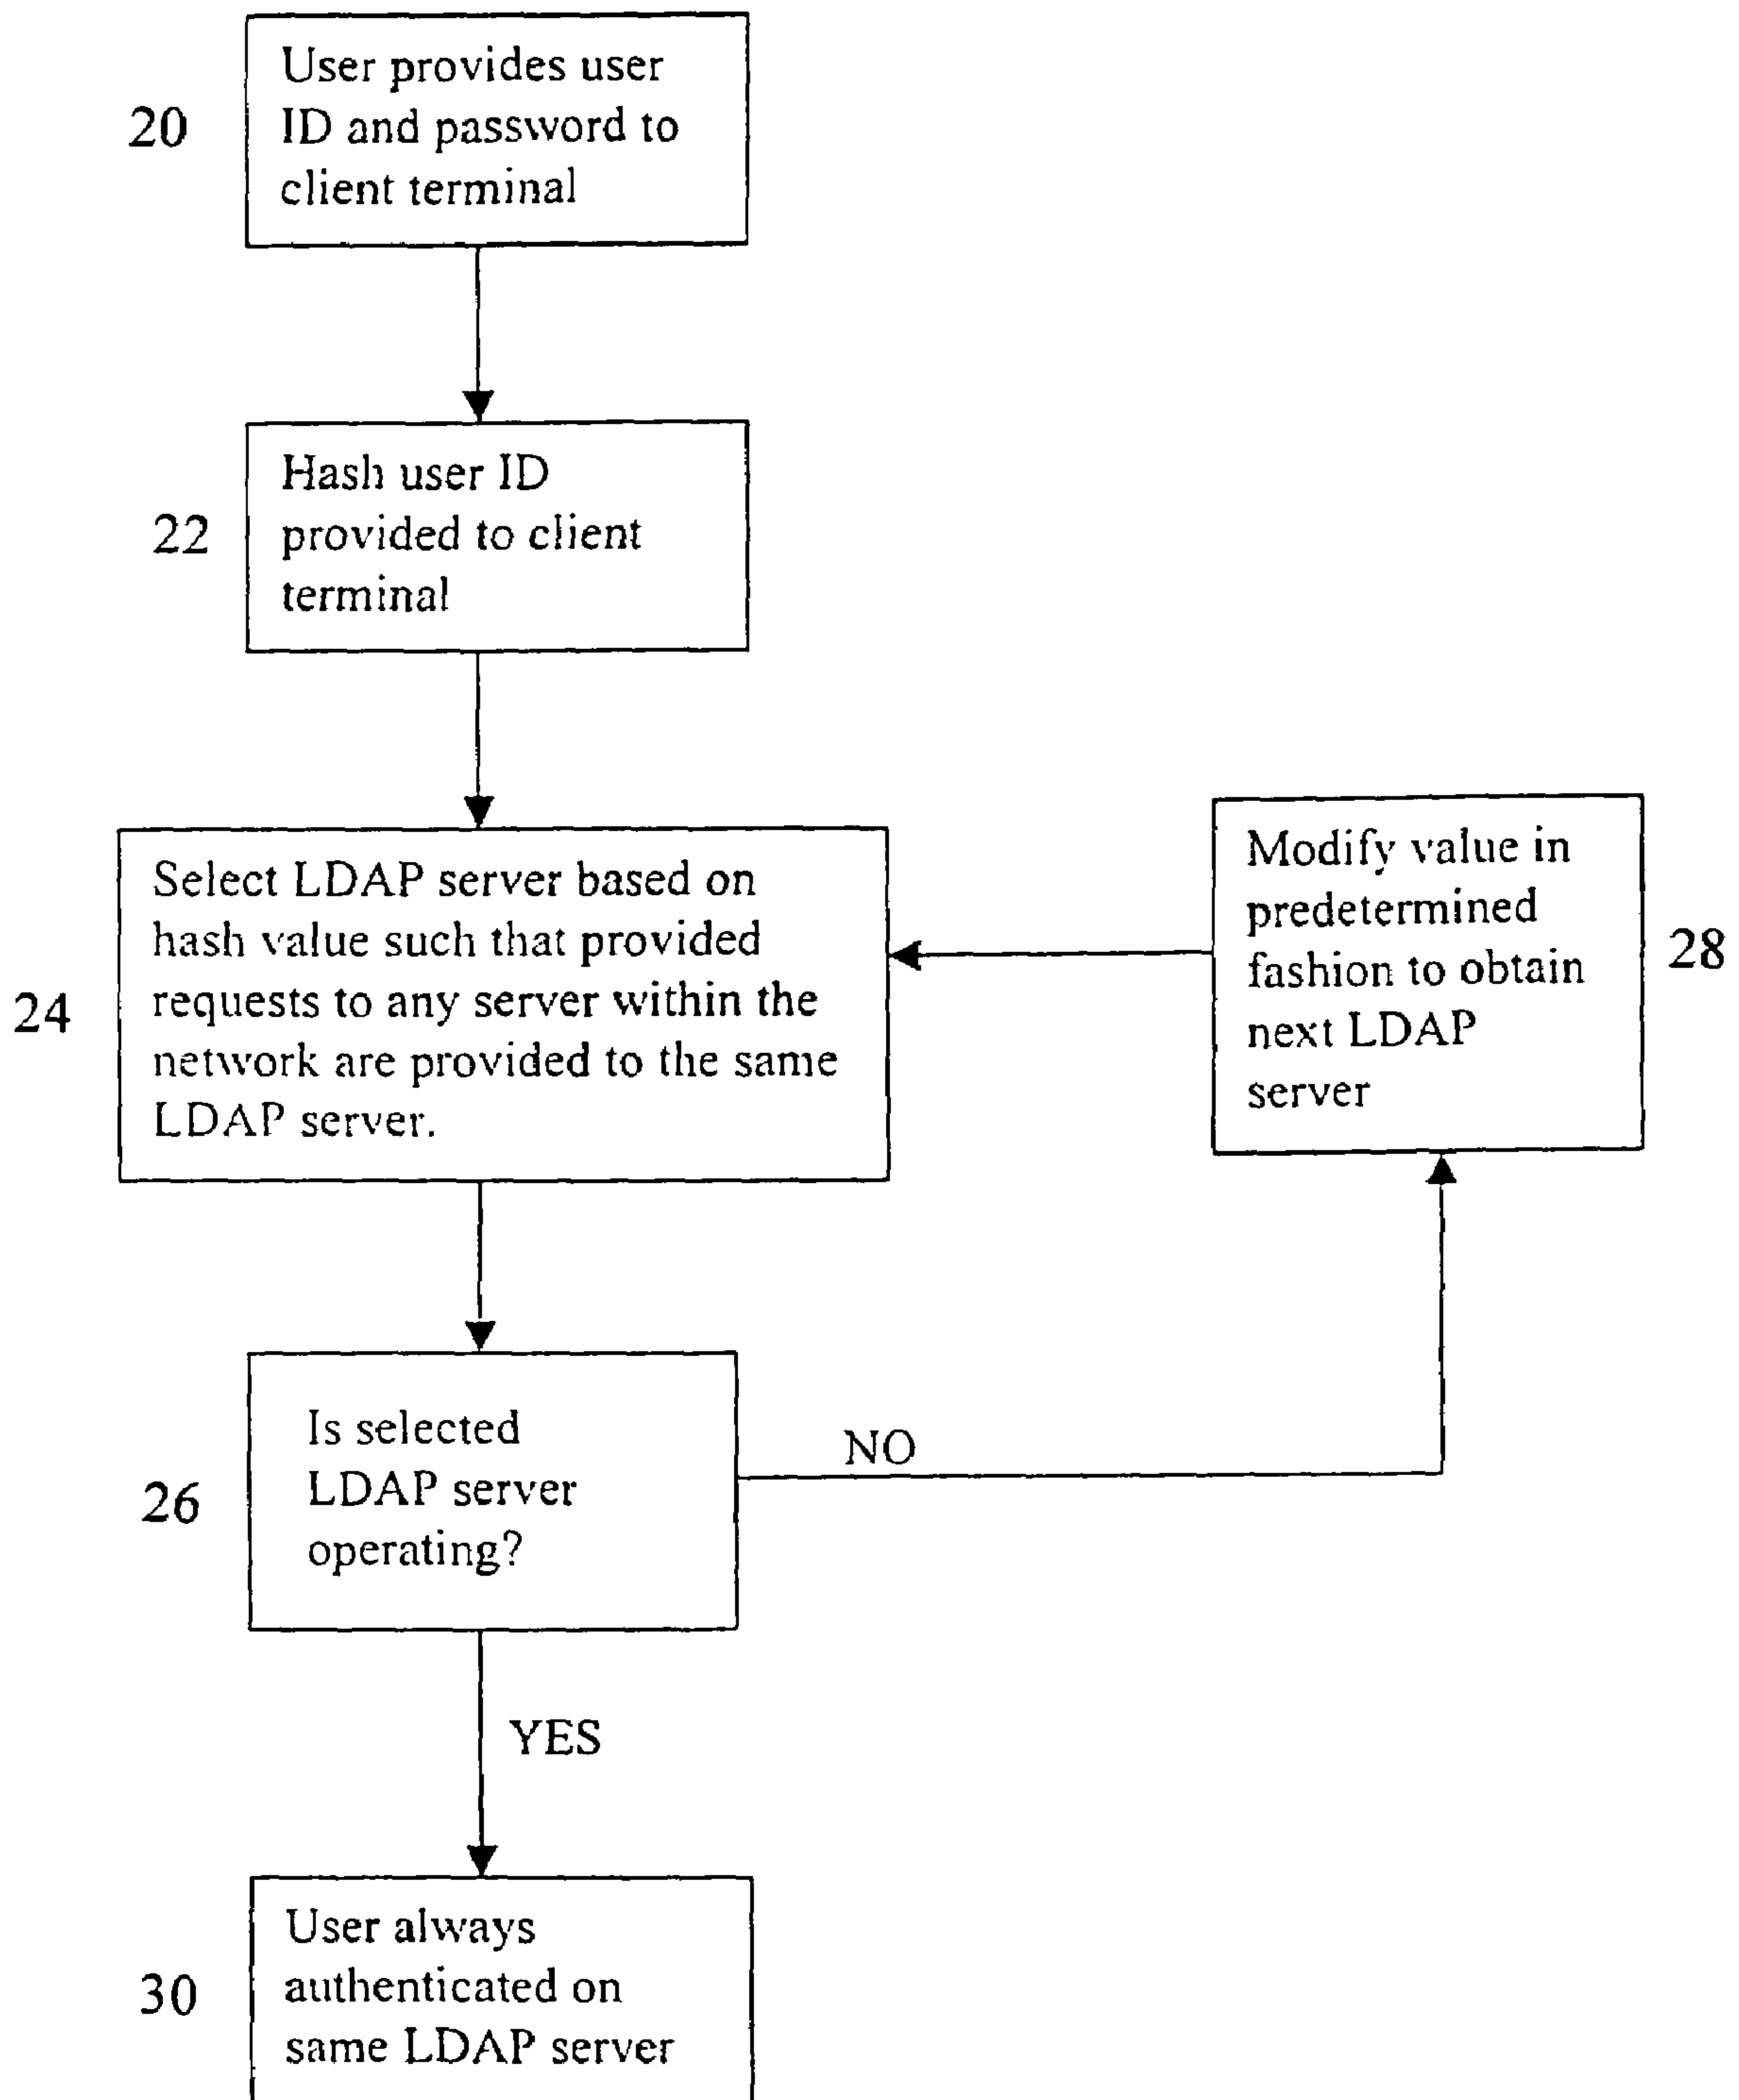 20
User provides user
ID and password to
client terminal
22
Hash user ID
provided to client
terminal
24
Select LDAP server based on
hash value such that provided
requests to any server within the
network are provided to the same
LDAP server.
Modify value in
predetermined
fashion to obtain
next LDAP
server
28
26
Is selected
LDAP server
operating?
NO
YES
30
User always
authenticated on
same LDAP server